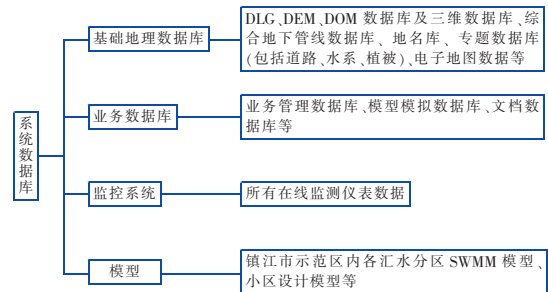 系统数据库
基础地理数据库
DLG、DEM、DOM 数据库及三维数据库、综
合地下管线数据库、地名库、专题数据库
(包括道路、水系、植被)、电子地图数据等
业务数据库
业务管理数据库、模型模拟数据库、文档数
据库等
监控系统
所有在线监测仪表数据
模型
镇江市示范区内各汇水分区 SWMM 模型、
小区设计模型等